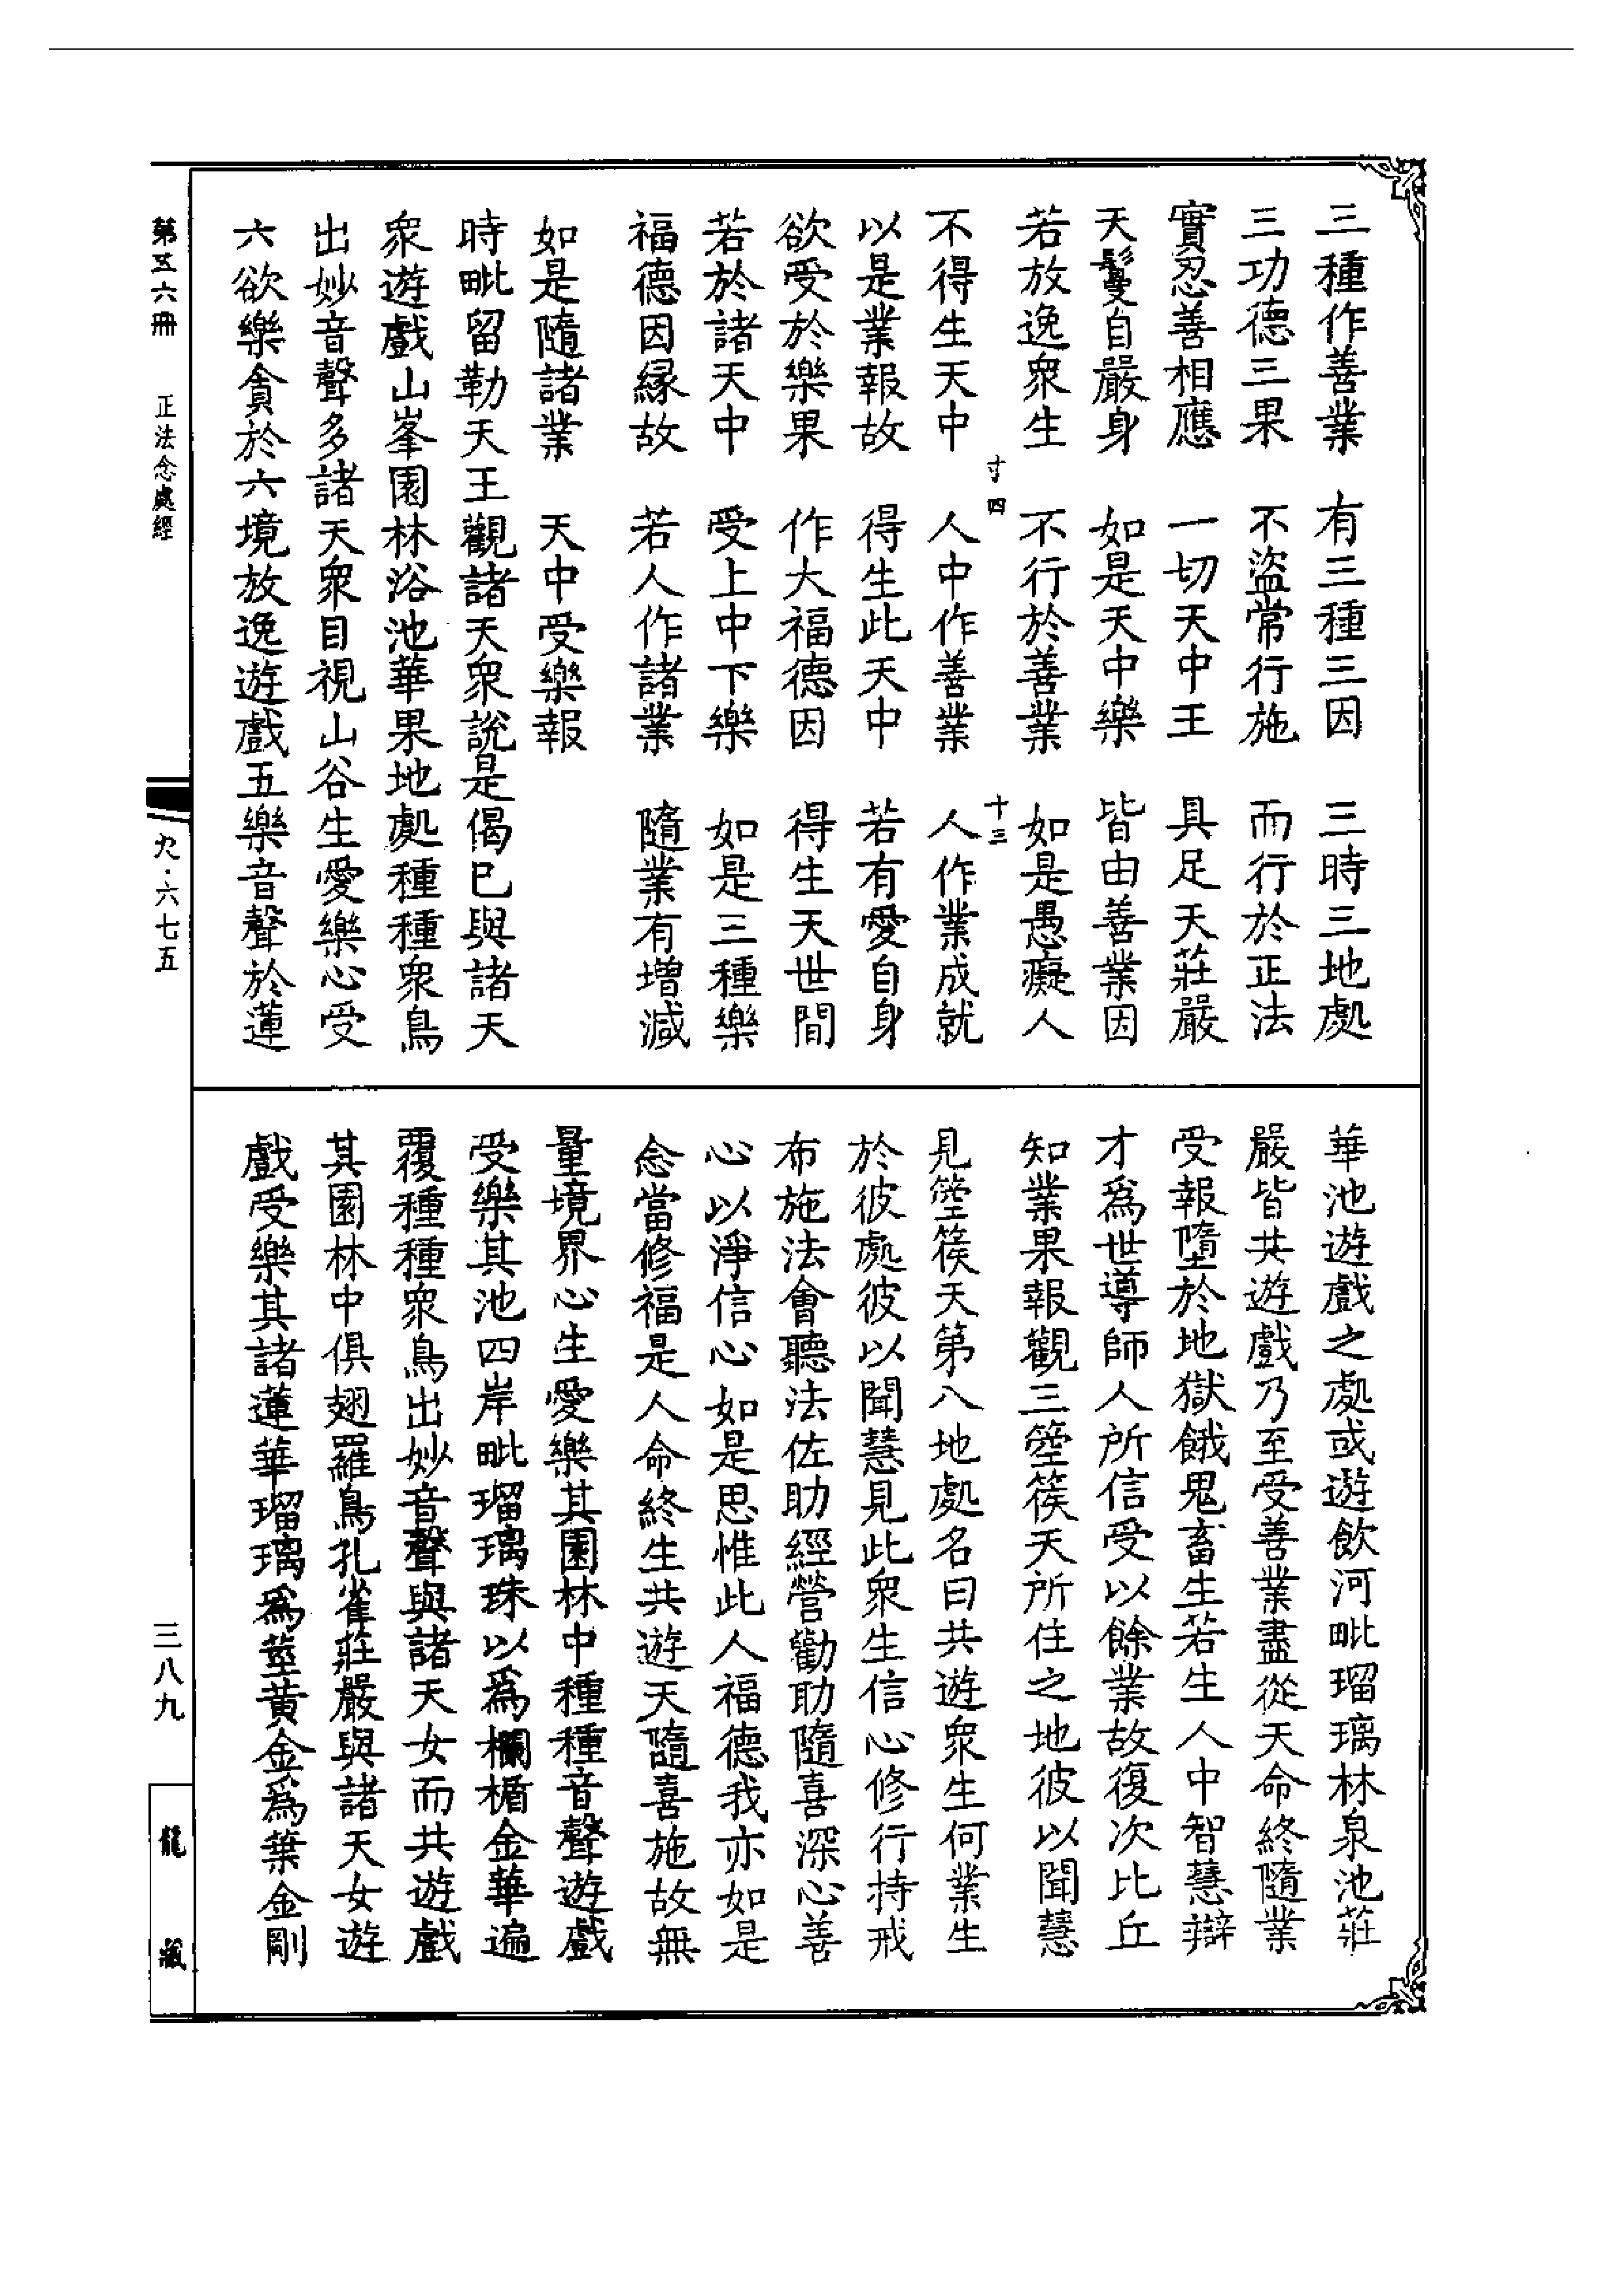 三種作善業　有三種三因　三時三地處
三功德三果　不盜常行施　而行於正法
實忍善相應　一切天中王　具足天莊嚴
天鬘自嚴身　如是天中樂　皆由善業因
若放逸衆生　不行於善業　如是愚癡人
寸四　十三
不得生天中　人中作善業　人作業成就
以是業報故　得生此天中　若有愛自身
欲受於樂果　作大福德因　得生天世間
若於諸天中　受上中下樂　如是三種樂
福德因緣故　若人作諸業　隨業有增減
如是隨諸業　天中受樂報
時毗留勒天王觀諸天衆說是偈已與諸天
衆遊戲山峯園林浴池華果地處種種衆鳥
出妙音聲多諸天衆目視山谷生愛樂心受
六欲樂貪於六境放逸遊戲五樂音聲於蓮
華池遊戲之處或遊飲河毗瑠璃林泉池莊
嚴皆共遊戲乃至受善業盡從天命終隨業
受報墮於地獄餓鬼畜生若生人中智慧辯
才爲世導師人所信受以餘業故復次比丘
知業果報觀三箜篌天所住之地彼以聞慧
見箜篌天第八地處名曰共遊衆生何業生
於彼處彼以聞慧見此衆生信心修行持戒
布施法會聽法佐助經營勸助隨喜深心善
心以淨信心如是思惟此人福德我亦如是
念當修福是人命終生共遊天隨喜施故無
量境界心生愛樂其園林中種種音聲遊戲
受樂其池四岸毗瑠璃珠以爲欄楯金華遍
覆種種衆鳥出妙音聲與諸天女而共遊戲
其園林中俱翅羅鳥孔雀莊嚴與諸天女遊
戲受樂其諸蓮華瑠璃爲莖黃金爲葉金剛
第五六冊　正法念處經
九·六七五
三八九
龍藏